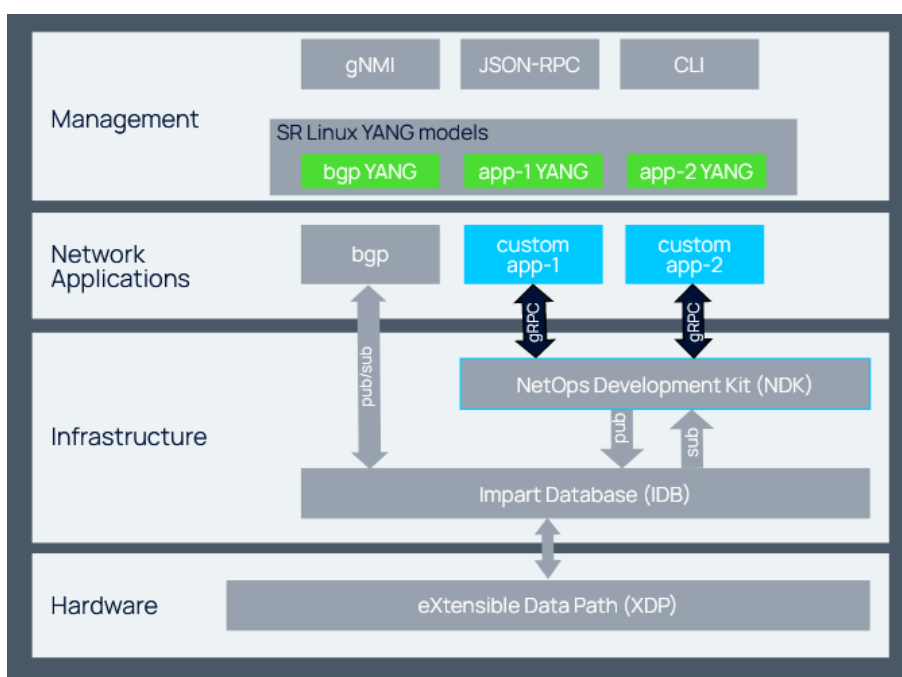 gNMI
JSON-RPC
CLI
Management
SR Linux YANG models
bgp YANG
app-1 YANG
app-2 YANG
Network
Applications
bgp
custom
app-1
custom
app-2
gRPC
gRPC
pub/sub
NetOps Development Kit (NDK)
Infrastructure
pub
sub
Impart Database (IDB)
Hardware
eXtensible Data Path (XDP)